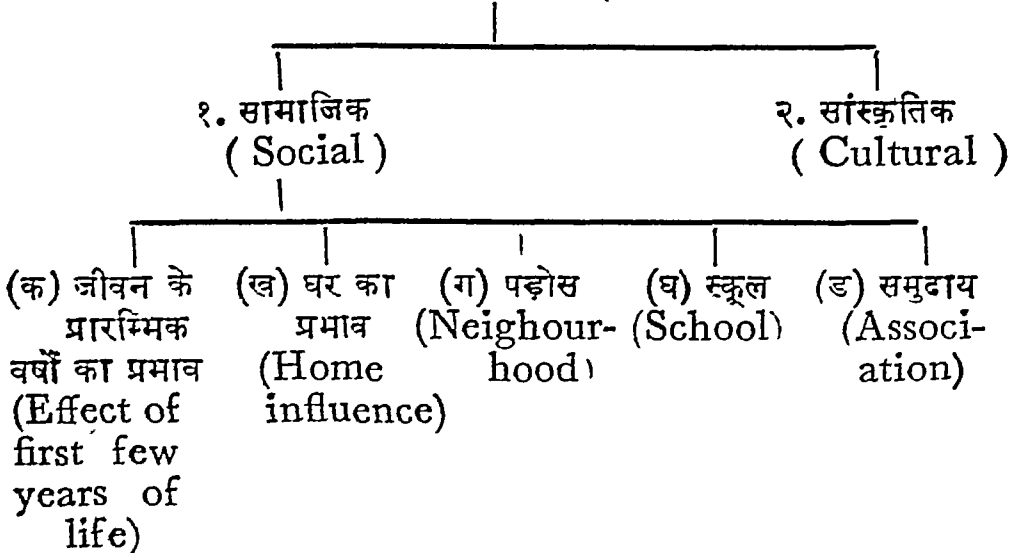 १. सामाजिक
( Social )
२. सांस्कृतिक
( Cultural )
(क) जीवन के
प्रारम्भिक
वर्षों का प्रभाव
(Effect of
first few
years of
life)
(ख) घर का
प्रभाव
(Home
influence)
(ग) पड़ोस
(Neighour-
hood)
(घ) स्कूल
(School)
(ड) समुदाय
(Associ-
ation)